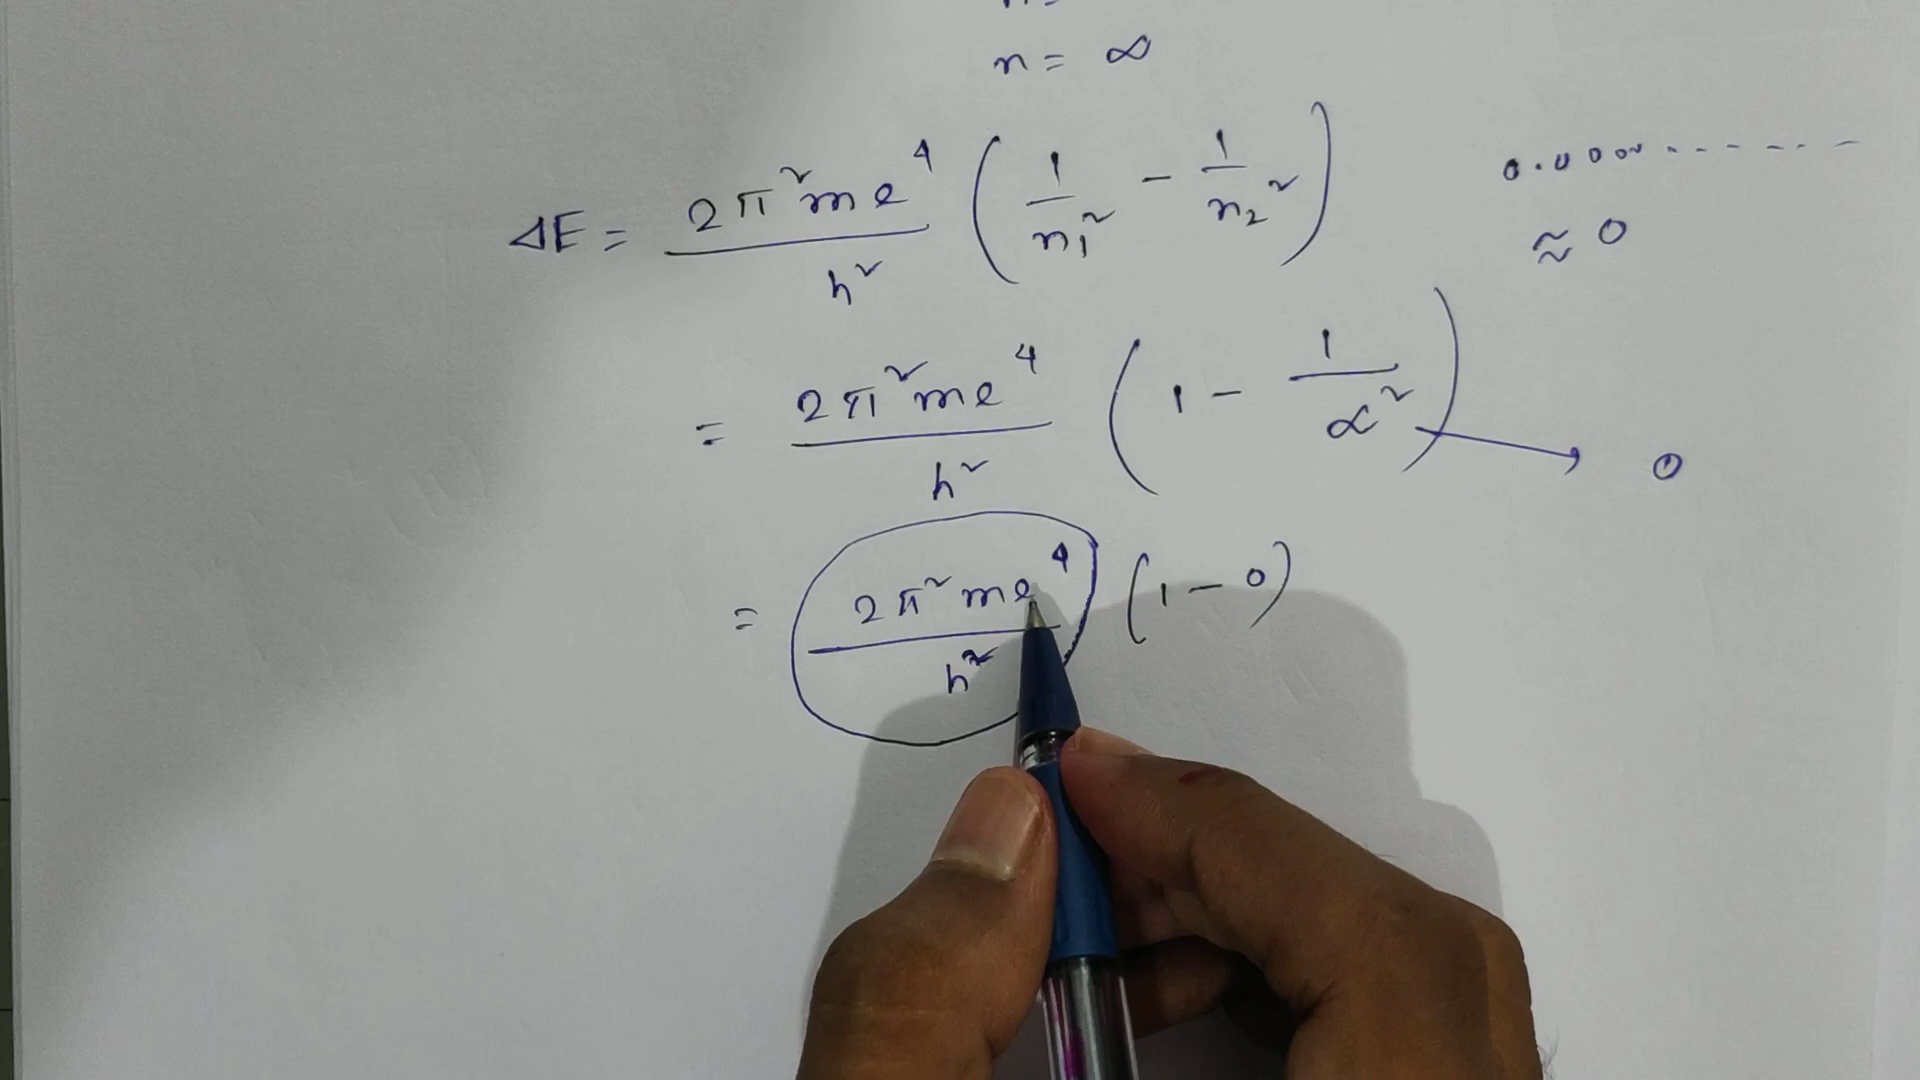 n = ∞
ΔE = 2π²me⁴/h² (1/n₁² - 1/n₂²)
0.0000.......
≈ 0
= 2π²me⁴/h² (1 - 1/∝²) → 0
= 2π²me⁴/h² (1 - 0)